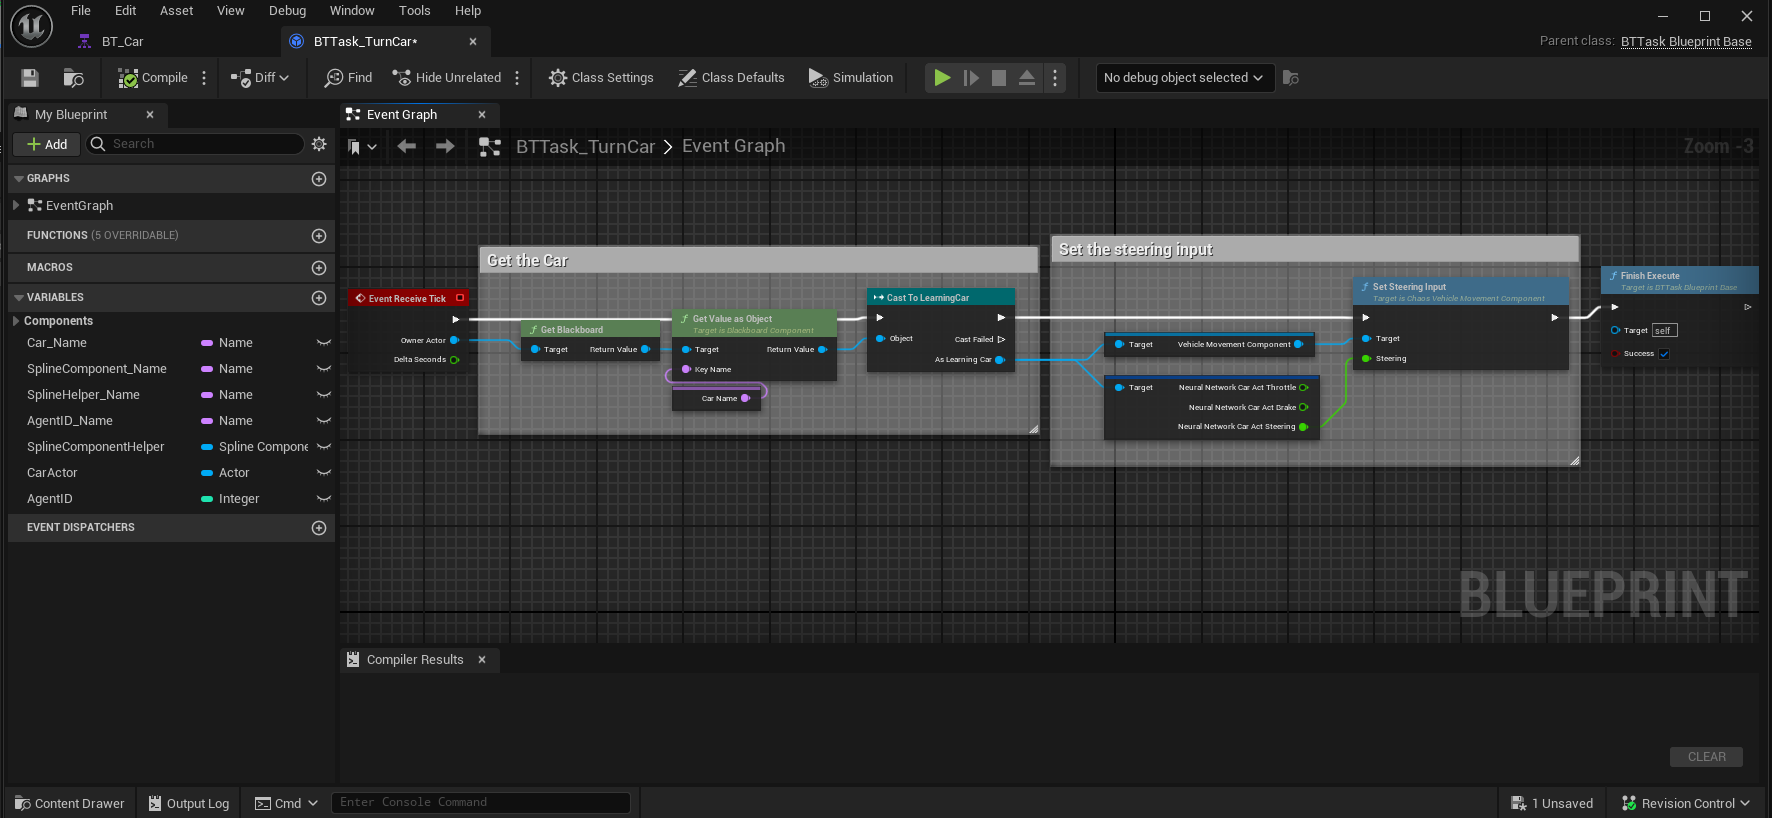 File Edit Asset View Debug Window Tools Help
BT_Car
BTTask_TurnCar*
Parent class: BTTask Blueprint Base
Compile
Diff
Find
Hide Unrelated
Class Settings
Class Defaults
Simulation
No debug object selected
My Blueprint
Event Graph
Add
Search
BTTask_TurnCar > Event Graph
Zoom -3
GRAPHS
EventGraph
FUNCTIONS (5 OVERRIDABLE)
MACROS
VARIABLES
Components
Car_Name Name
SplineComponent_Name Name
SplineHelper_Name Name
AgentID_Name Name
SplineComponentHelper Spline Compone
CarActor Actor
AgentID Integer
EVENT DISPATCHERS
Event Receive Tick
Owner Actor
Delta Seconds
Get the Car
Get Blackboard
Target Return Value
Get Value as Object
Target is Blackboard Component
Target Return Value
Key Name
Car Name
Cast To LearningCar
Object
Cast Failed
As Learning Car
Set the steering input
Target Vehicle Movement Component
Target Neural Network Car Act Throttle
Neural Network Car Act Brake
Neural Network Car Act Steering
Set Steering Input
Target is Chaos Vehicle Movement Component
Target
Steering
Finish Execute
Target is BTTask Blueprint Base
Target self
Success
BLUEPRINT
Compiler Results
CLEAR
Content Drawer
Output Log
Cmd
Enter Console Command
1 Unsaved
Revision Control